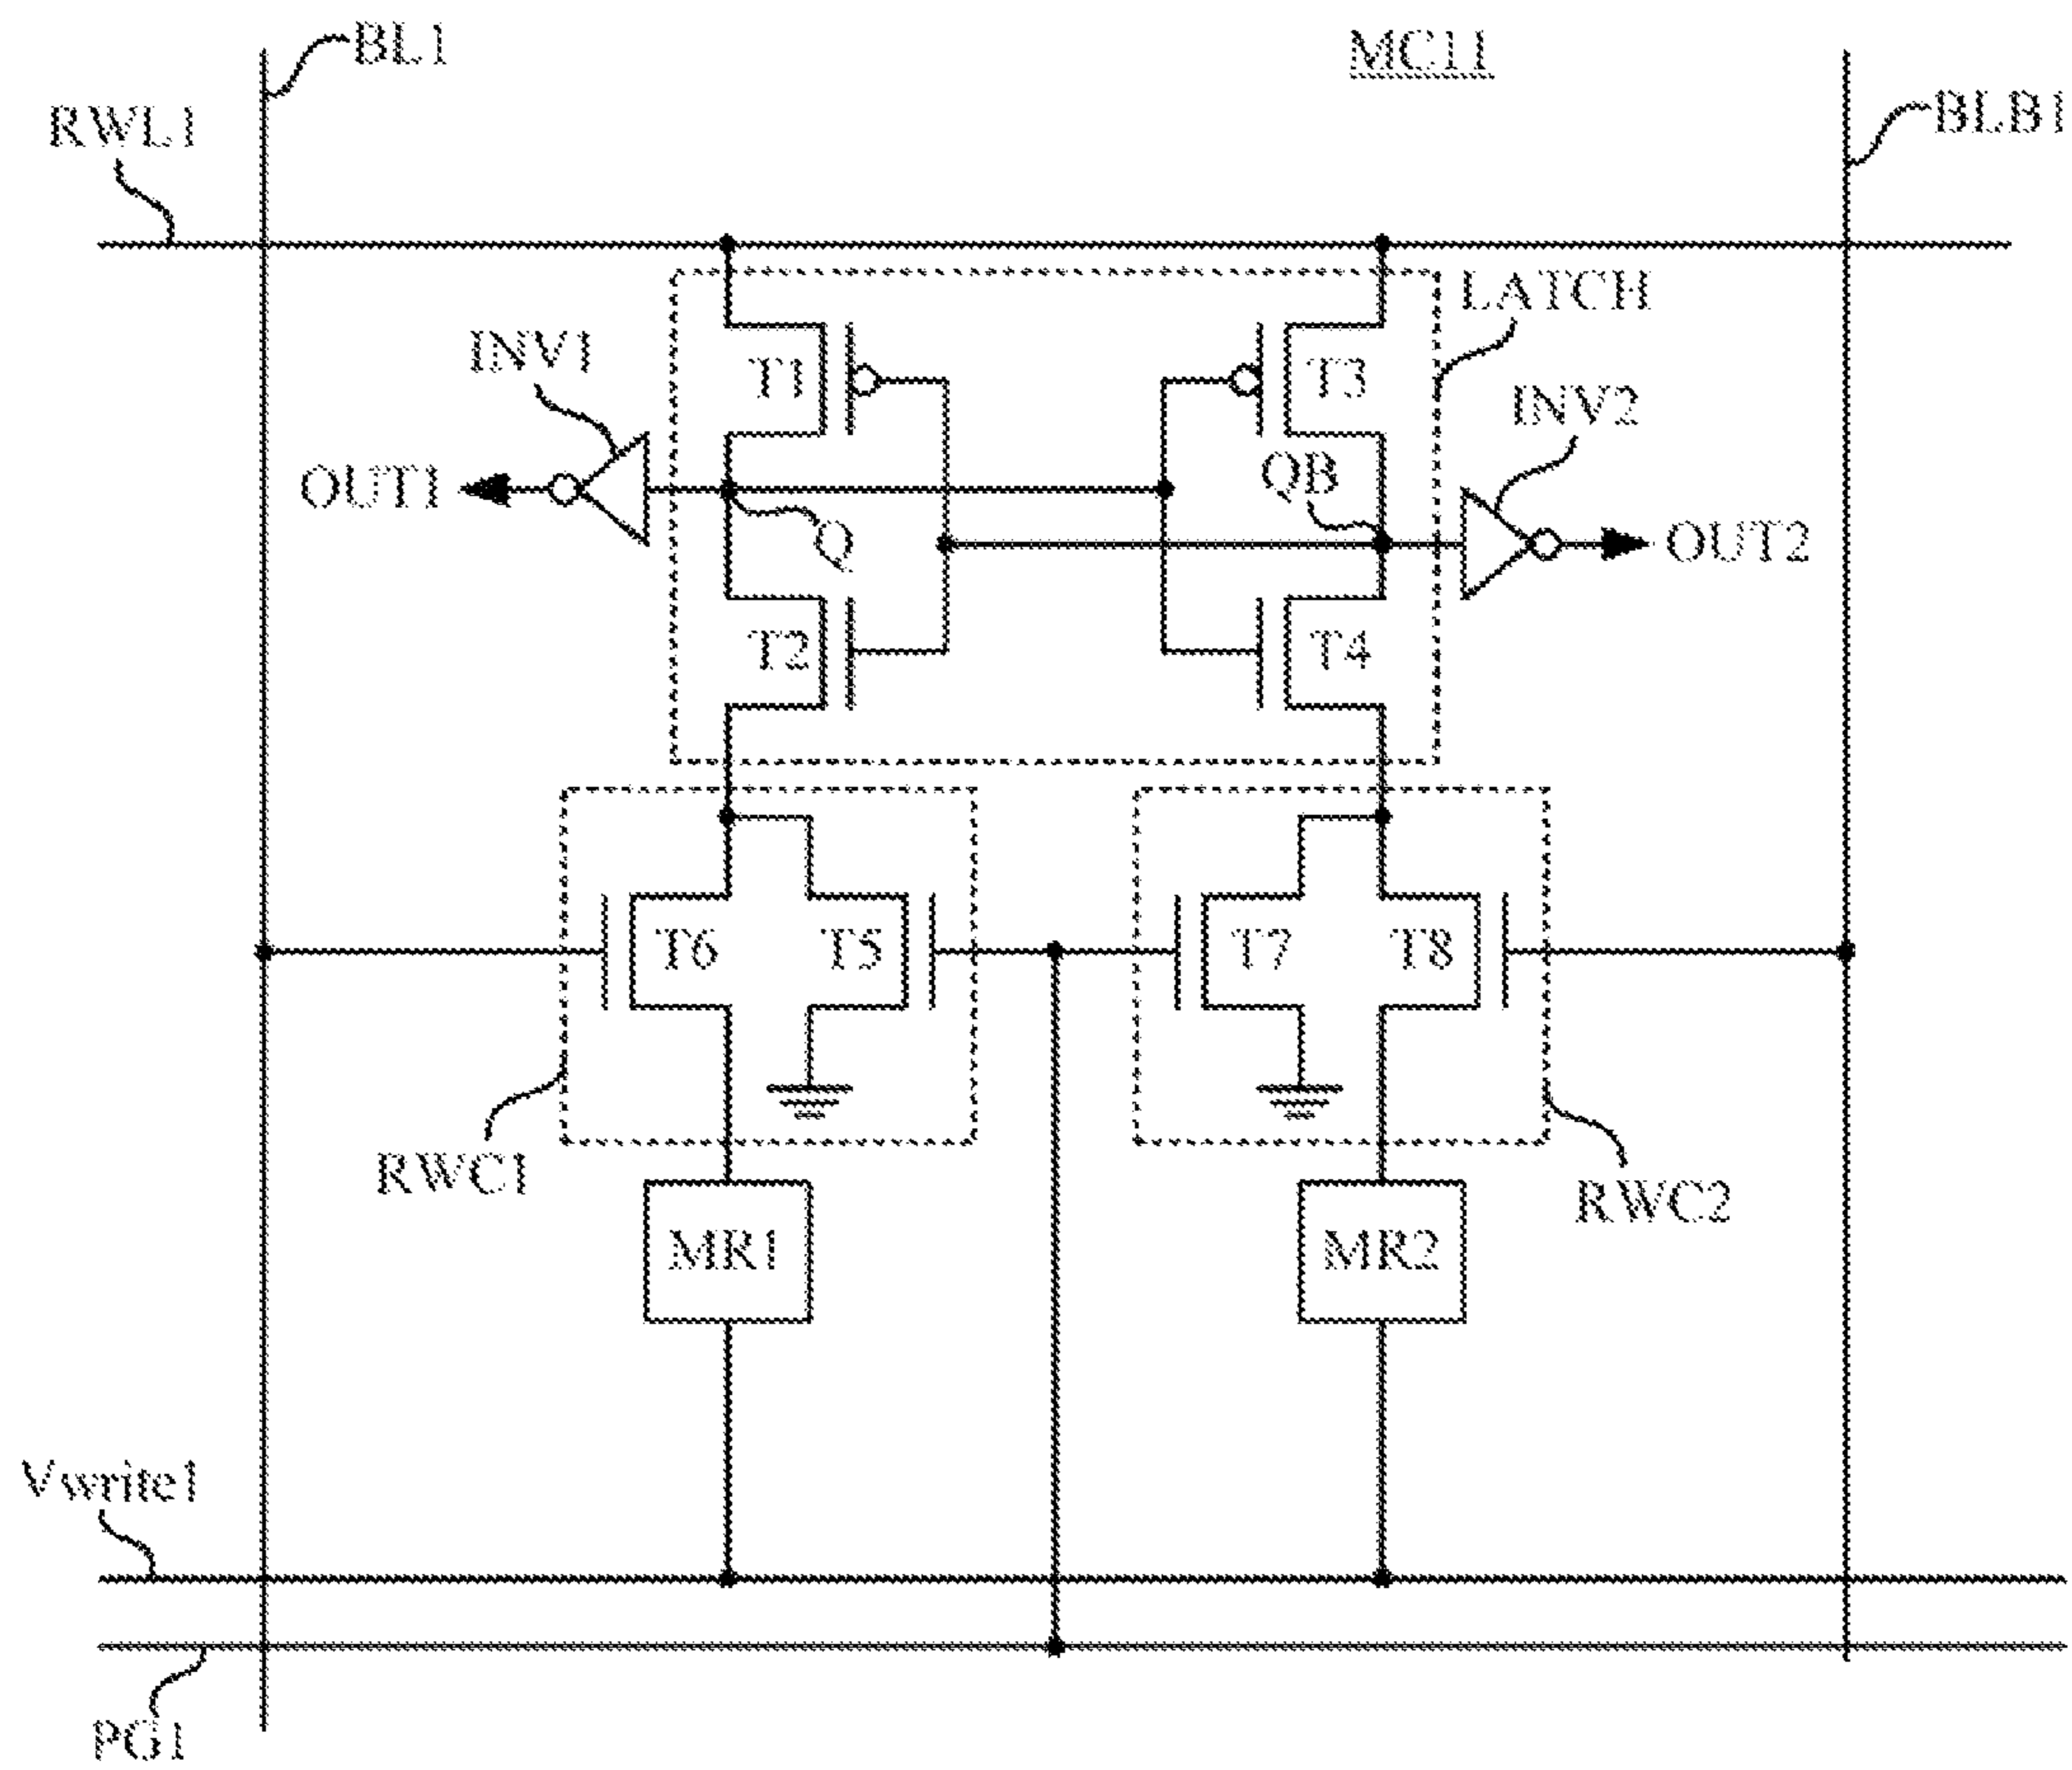 BL1
MC11
BLB1
RWL1
LATCH
INV1
T1
T3
INV2
OUT1
Q
QB
OUT2
T2
T4
T6
T5
T7
T8
RWC1
RWC2
MR1
MR2
Vwrite1
PG1